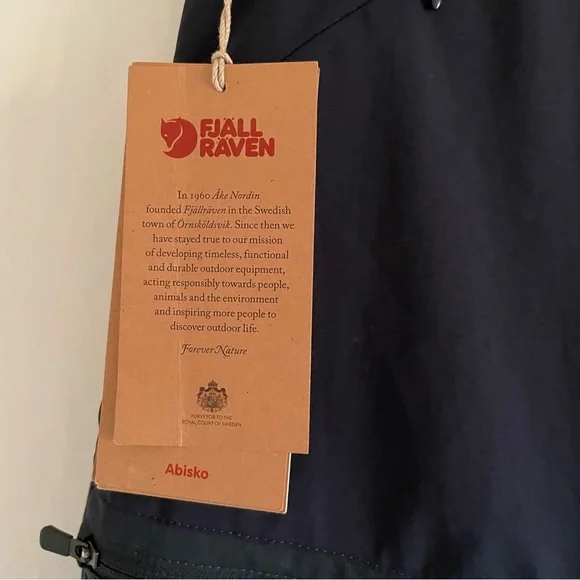 FJÄLL
RÄVEN
In 1960 Åke Nordin
founded Fjällräven in the Swedish
town of Örnsköldsvik. Since then we
have stayed true to our mission
of developing timeless, functional
and durable outdoor equipment,
acting responsibly towards people,
animals and the environment
and inspiring more people to
discover outdoor life.
Forever Nature
PURVEYOR TO THE
ROYAL COURT OF SWEDEN
Abisko